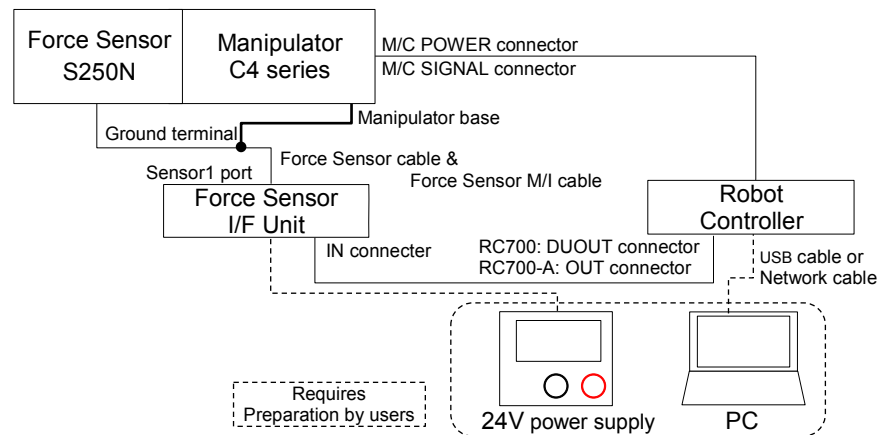 Force Sensor
S250N
Manipulator
C4 series
M/C POWER connector
M/C SIGNAL connector
Manipulator base
Ground terminal
Force Sensor cable &
Force Sensor M/I cable
Sensor1 port
Force Sensor
I/F Unit
Robot
Controller
IN connecter
RC700: DUOUT connector
RC700-A: OUT connector
USB cable or
Network cable
Requires
Preparation by users
24V power supply
PC